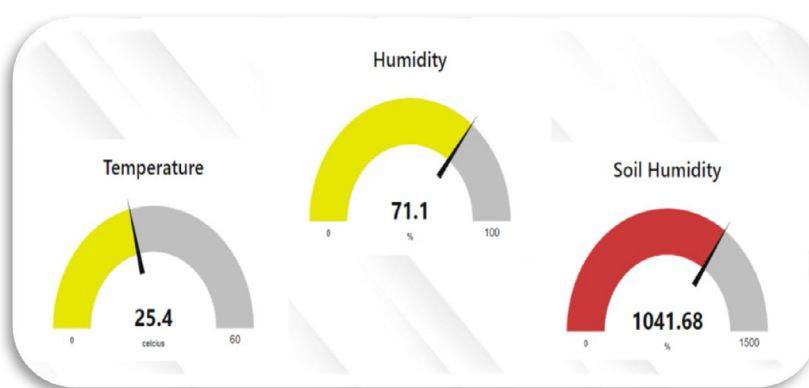 Temperature
25.4
0
celcius
60
Humidity
71.1
0
%
100
Soil Humidity
1041.68
0
%
1500